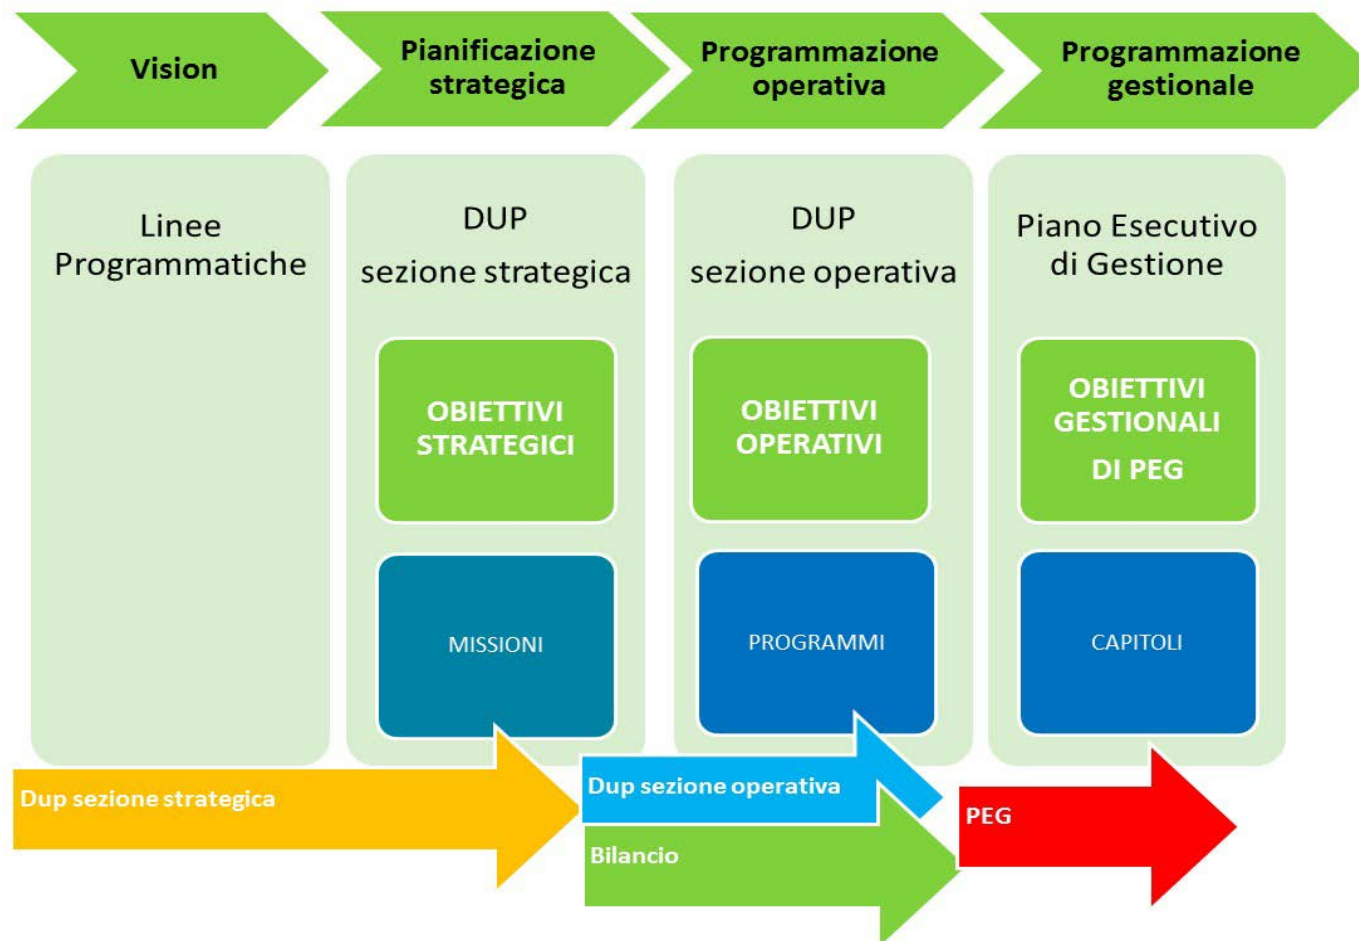 Vision
Pianificazione
strategica
Programmazione
operativa
Programmazione
gestionale
Linee
Programmatiche
DUP
sezione strategica
DUP
sezione operativa
Piano Esecutivo
di Gestione
OBIETTIVI
STRATEGICI
OBIETTIVI
OPERATIVI
OBIETTIVI
GESTIONALI
DI PEG
MISSIONI
PROGRAMMI
CAPITOLI
Dup sezione strategica
Dup sezione operativa
Bilancio
PEG